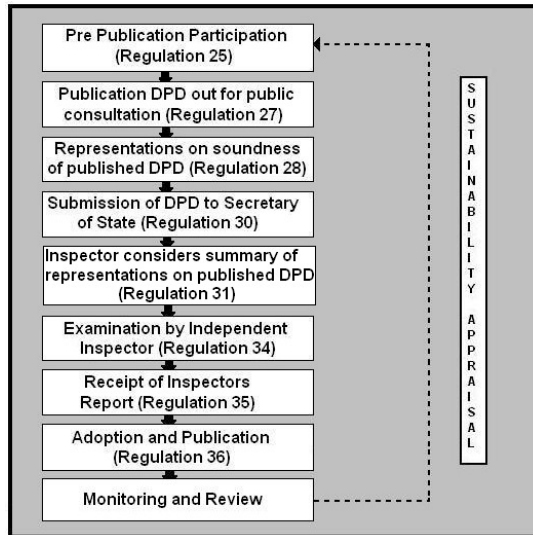 Pre Publication Participation
(Regulation 25)
Publication DPD out for public
consultation (Regulation 27)
Representations on soundness
of published DPD (Regulation 28)
Submission of DPD to Secretary
of State (Regulation 30)
Inspector considers summary of
representations on published DPD
(Regulation 31)
Examination by Independent
Inspector (Regulation 34)
Receipt of Inspectors
Report (Regulation 35)
Adoption and Publication
(Regulation 36)
Monitoring and Review
SUSTAINABILITY APPRAISAL